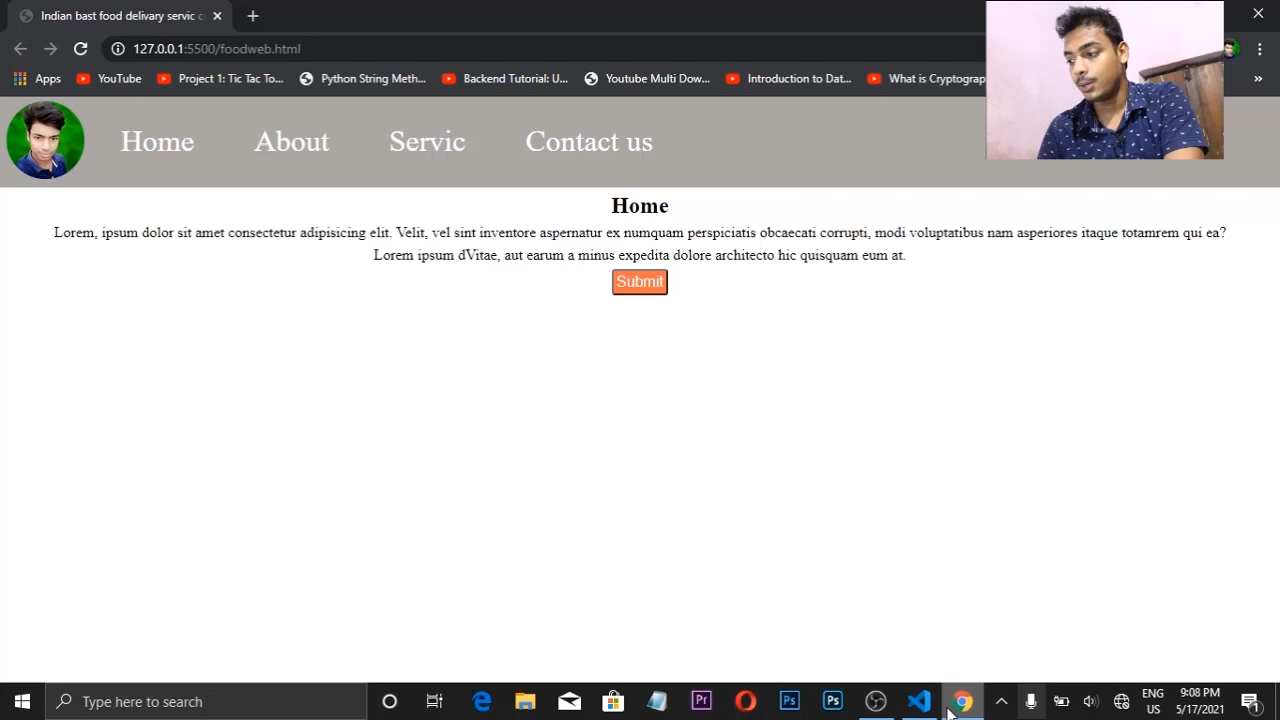 Indian bast food delivary servic c
127.0.0.1:5500/foodweb.html
Apps YouTube Project 1: Tic Tac To... Python String Meth... Backend Tutorial: U... Youtube Multi Dow... Introduction to Dat... What is Cryptograp »
Home About Servic Contact us
Home
Lorem, ipsum dolor sit amet consectetur adipisicing elit. Velit, vel sint inventore aspernatur ex numquam perspiciatis obcaecati corrupti, modi voluptatibus nam asperiores itaque totamrem qui ea?
Lorem ipsum dVitae, aut earum a minus expedita dolore architecto hic quisquam eum at.
Submit
Type here to search
Pr
Ps
Ps
ENG
US
9:08 PM
5/17/2021
1